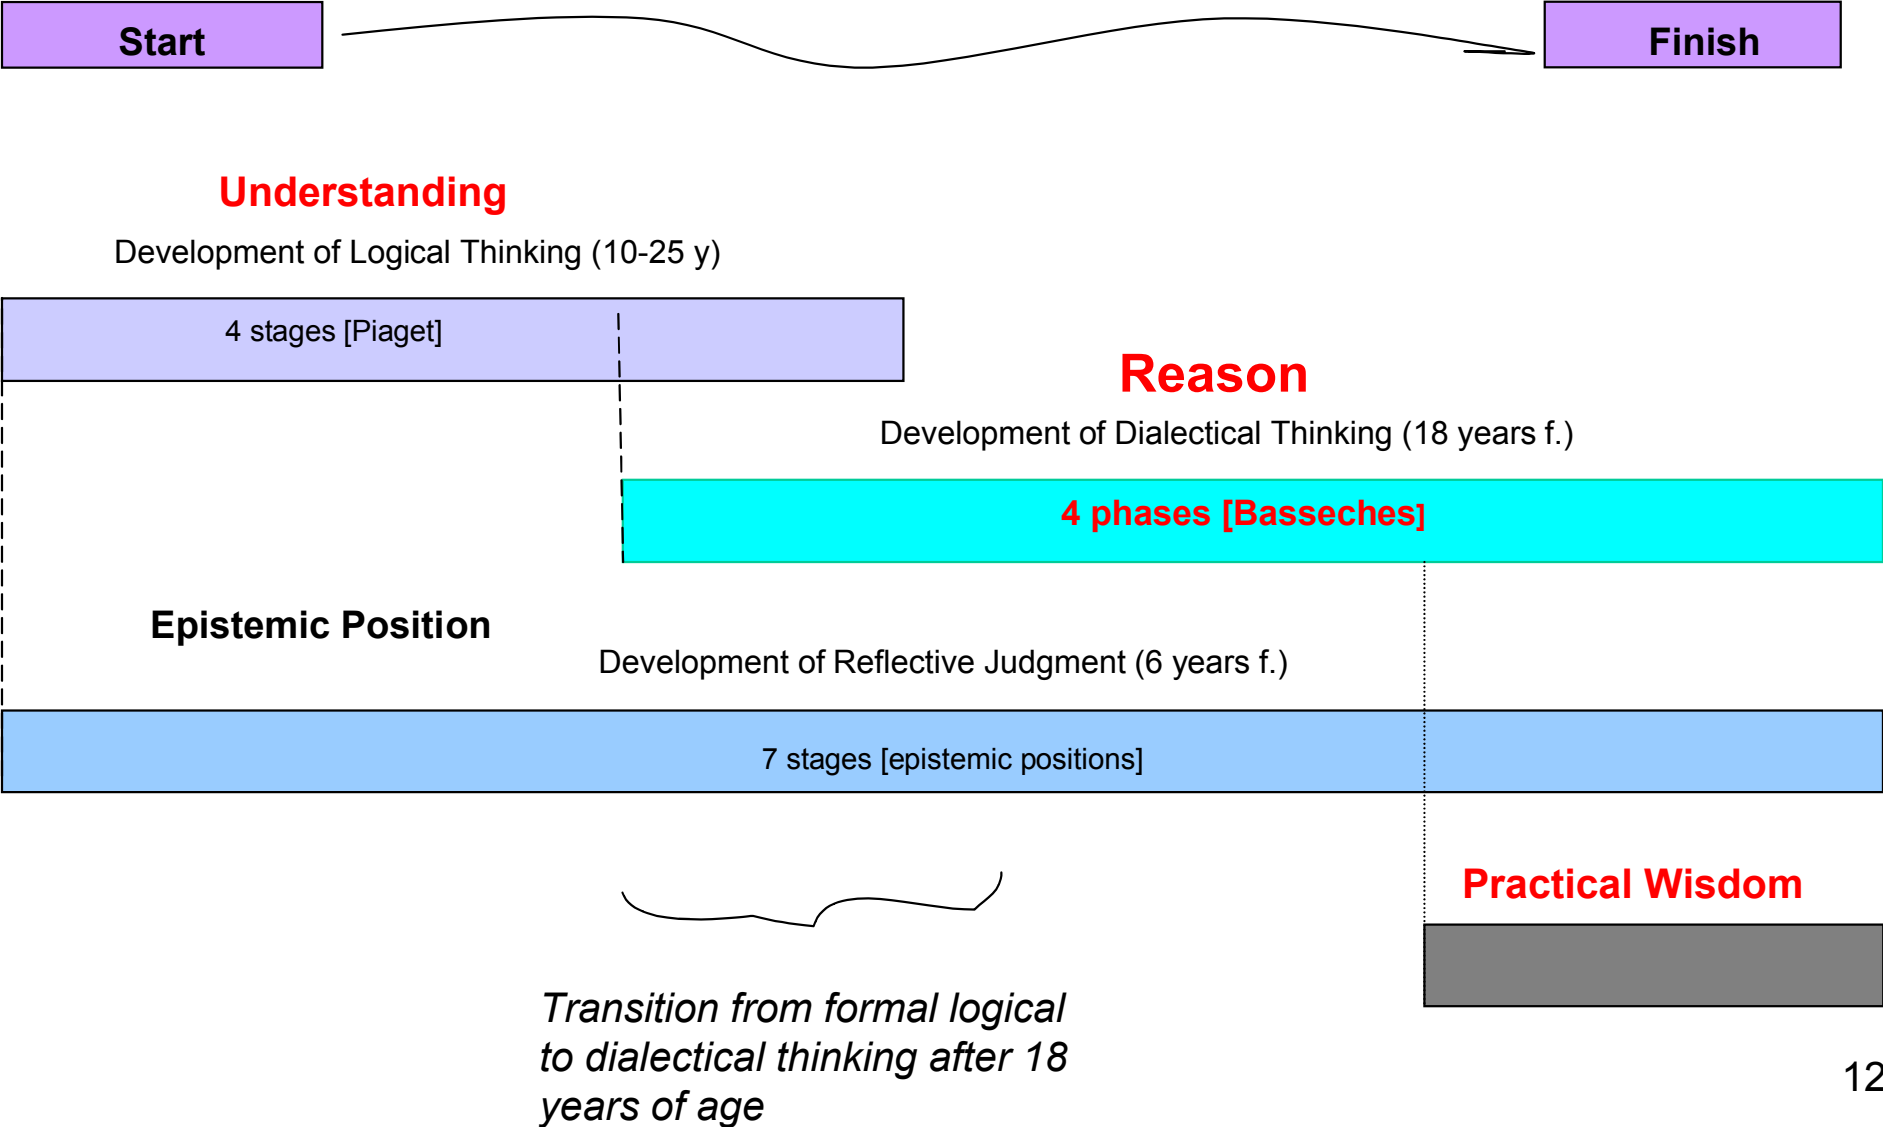 Start
Finish
Understanding
Development of Logical Thinking (10-25 y)
4 stages [Piaget]
Reason
Development of Dialectical Thinking (18 years f.)
4 phases [Basseches]
Epistemic Position
Development of Reflective Judgment (6 years f.)
7 stages [epistemic positions]
Practical Wisdom
Transition from formal logical
to dialectical thinking after 18
years of age
12